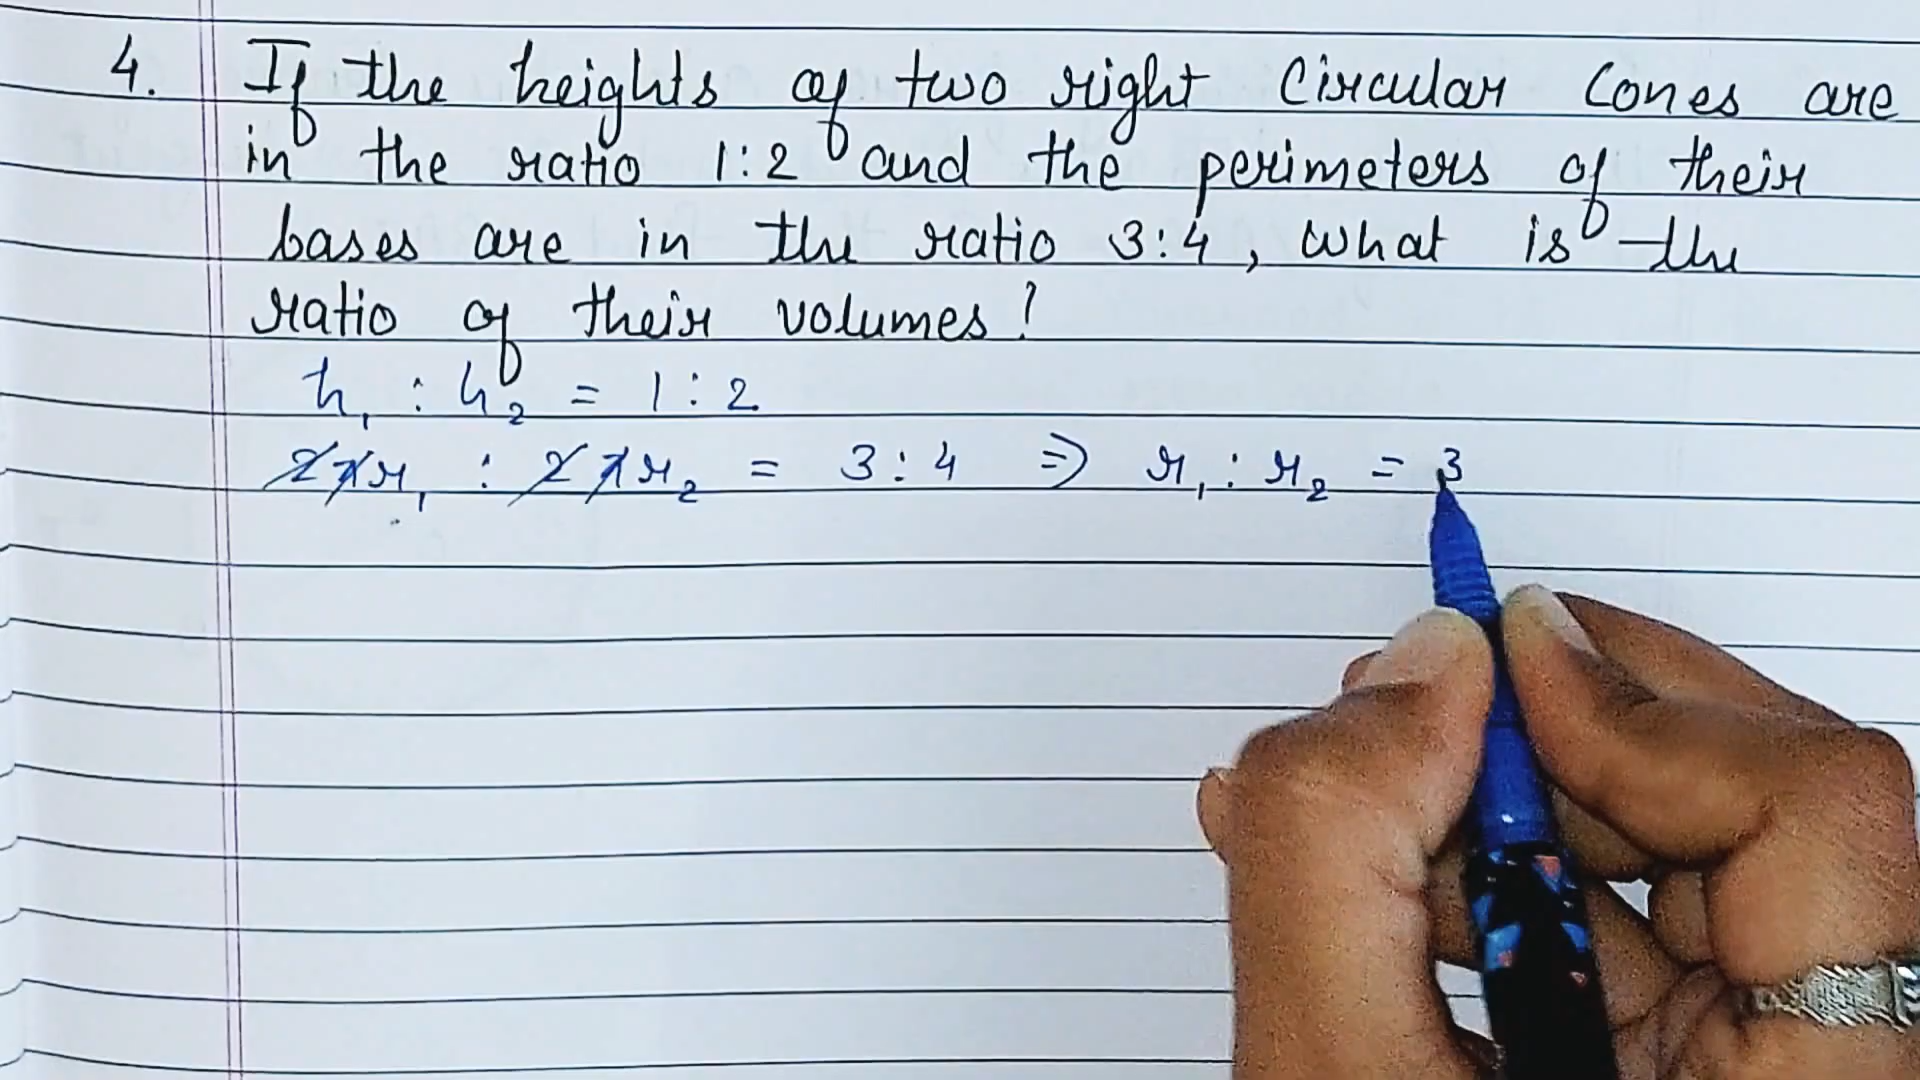 4. If the heights of two right Circular Cones are
in the ratio 1:2 and the perimeters of their
bases are in the ratio 3:4, what is the
ratio of their volumes?
h₁ : h₂ = 1:2
2πr₁ : 2πr₂ = 3:4 ⇒ r₁ : r₂ = 3